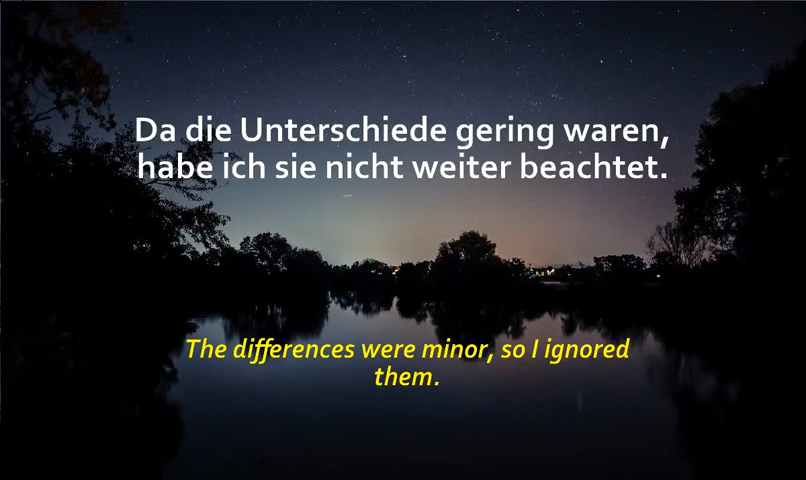 Da die Unterschiede gering waren,
habe ich sie nicht weiter beachtet.
The differences were minor, so I ignored
them.